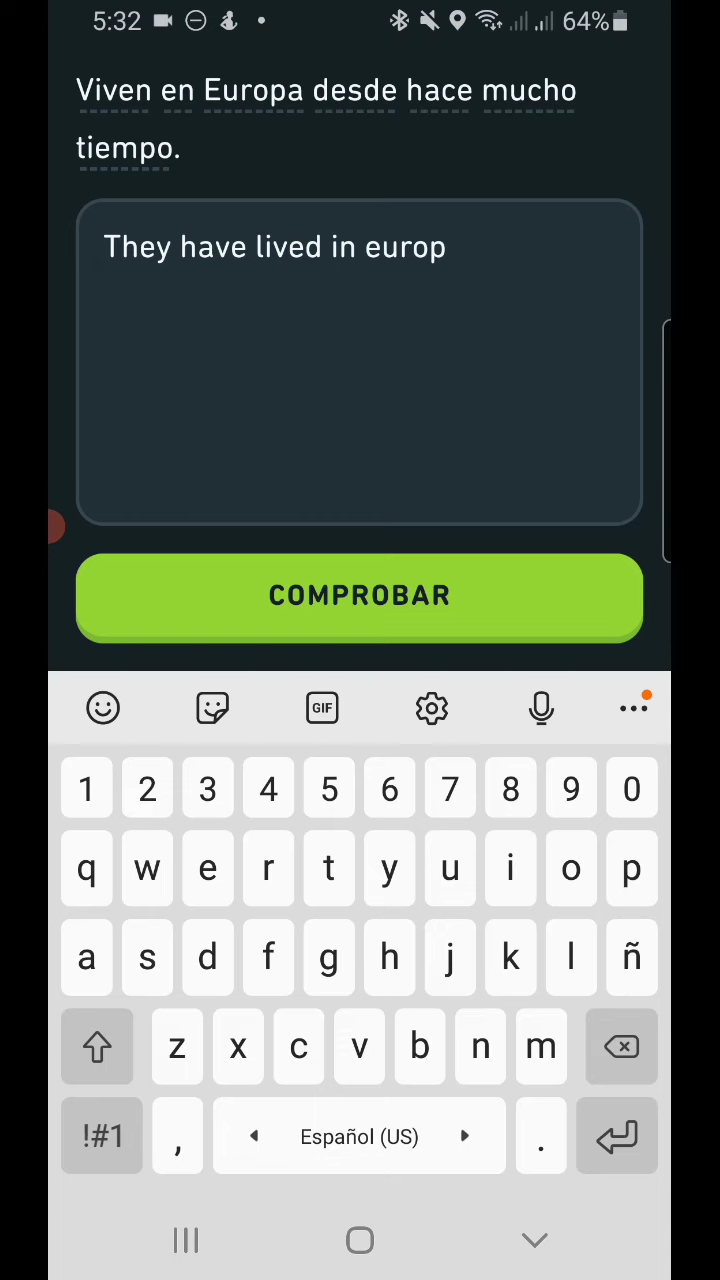 5:32 64%
Viven en Europa desde hace mucho
tiempo.
They have lived in europ
COMPROBAR
GIF
1 2 3 4 5 6 7 8 9 0
q w e r t y u i o p
a s d f g h j k l ñ
z x c v b n m
!#1 , Español (US) .